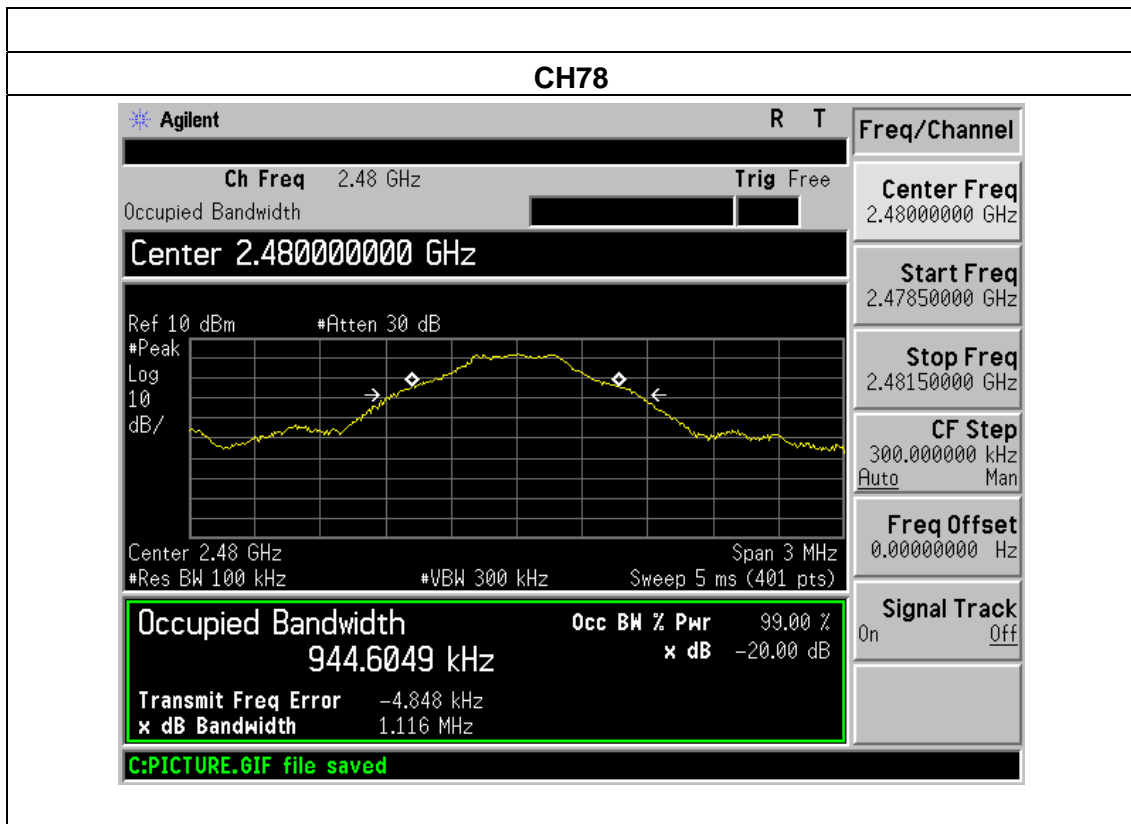 CH78
Agilent R T
Freq/Channel
Ch Freq 2.48 GHz Trig Free
Occupied Bandwidth
Center 2.480000000 GHz
Ref 10 dBm #Atten 30 dB
#Peak
Log
10
dB/
Center 2.48 GHz Span 3 MHz
#Res BW 100 kHz #VBW 300 kHz Sweep 5 ms (401 pts)
Occupied Bandwidth Occ BW % Pwr 99.00 %
944.6049 kHz x dB -20.00 dB
Transmit Freq Error -4.848 kHz
x dB Bandwidth 1.116 MHz
C:PICTURE.GIF file saved
Center Freq
2.48000000 GHz
Start Freq
2.47850000 GHz
Stop Freq
2.48150000 GHz
CF Step
300.000000 kHz
Auto Man
Freq Offset
0.00000000 Hz
Signal Track
On Off